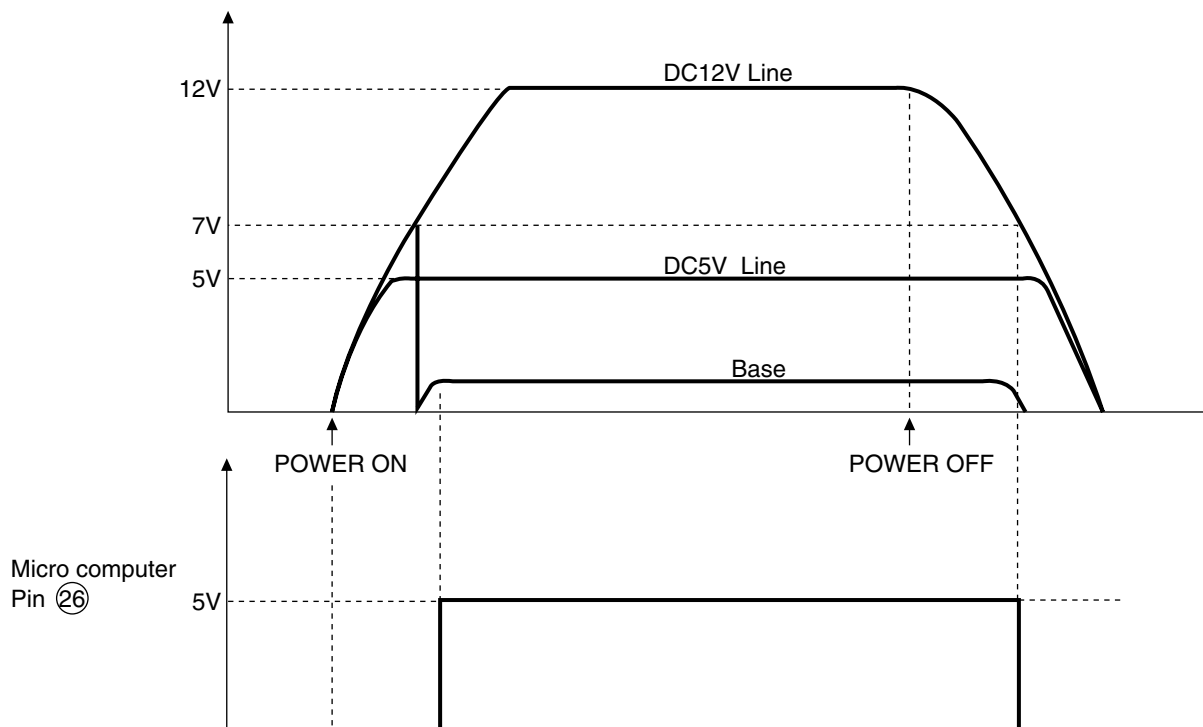 DC12V Line
12V
7V
DC5V Line
5V
Base
POWER ON
POWER OFF
Micro computer
Pin 26
5V